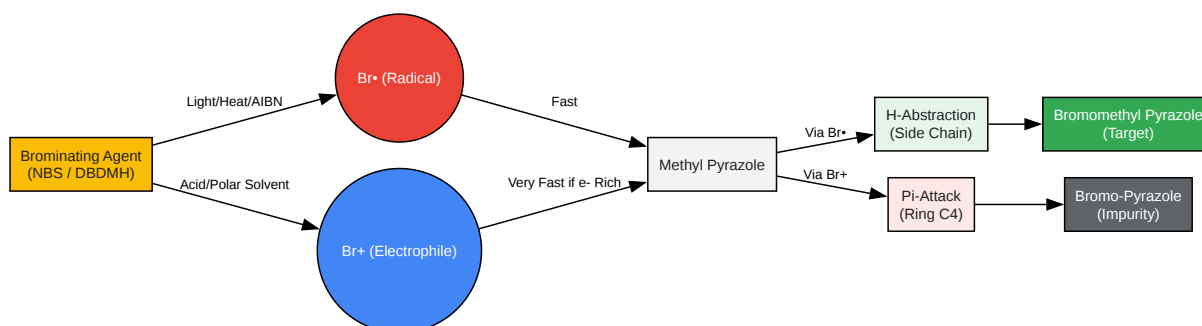 Brominating Agent
(NBS / DBDMH)
Light/Heat/AIBN
Acid/Polar Solvent
Br• (Radical)
Br+ (Electrophile)
Fast
Very Fast if e- Rich
Methyl Pyrazole
Via Br•
Via Br+
H-Abstraction
(Side Chain)
Pi-Attack
(Ring C4)
Bromomethyl Pyrazole
(Target)
Bromo-Pyrazole
(Impurity)